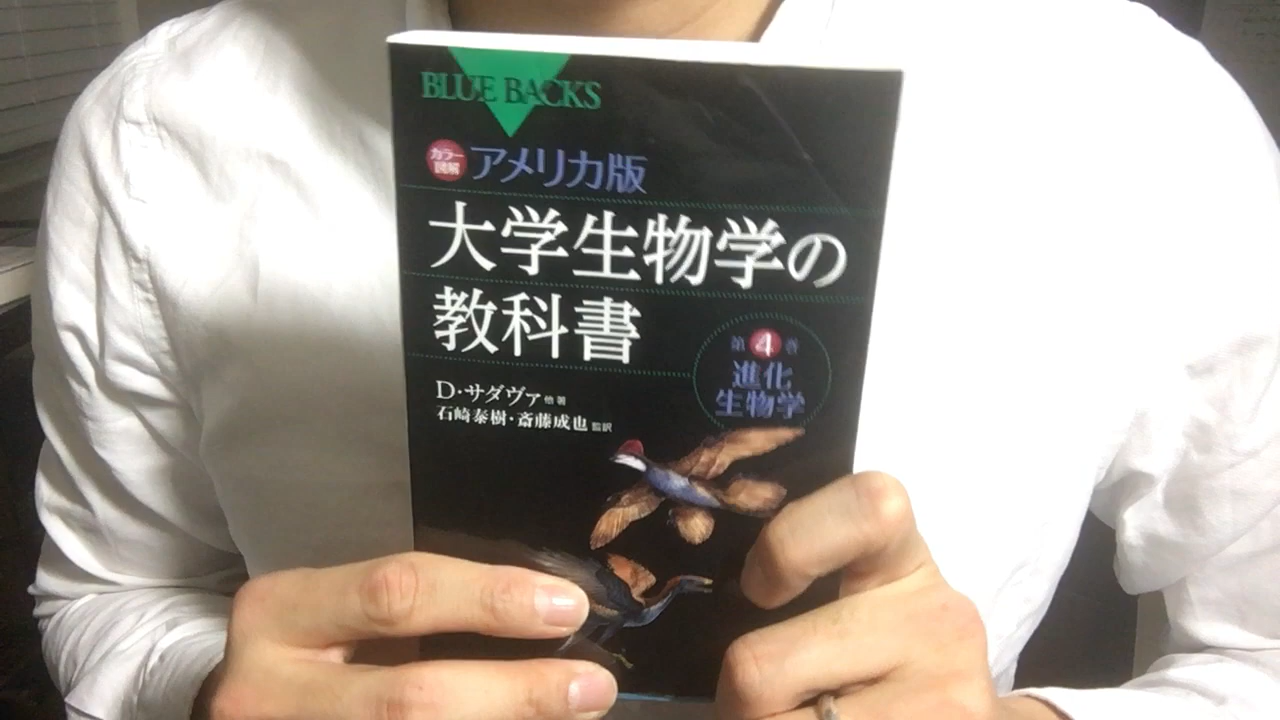 BLUE BACKS
カラー
図解
アメリカ版
大学生物学の
教科書
第4巻
進化
生物学
D・サダヴァ 他 著
石崎泰樹・斎藤成也 監訳